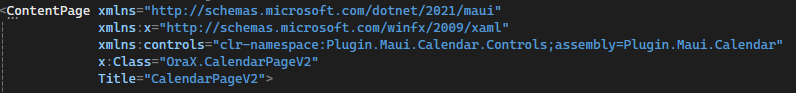 <ContentPage xmlns="http://schemas.microsoft.com/dotnet/2021/maui"
xmlns:x="http://schemas.microsoft.com/winfx/2009/xaml"
xmlns:controls="clr-namespace:Plugin.Maui.Calendar.Controls;assembly=Plugin.Maui.Calendar"
x:Class="OraX.CalendarPageV2"
Title="CalendarPageV2">